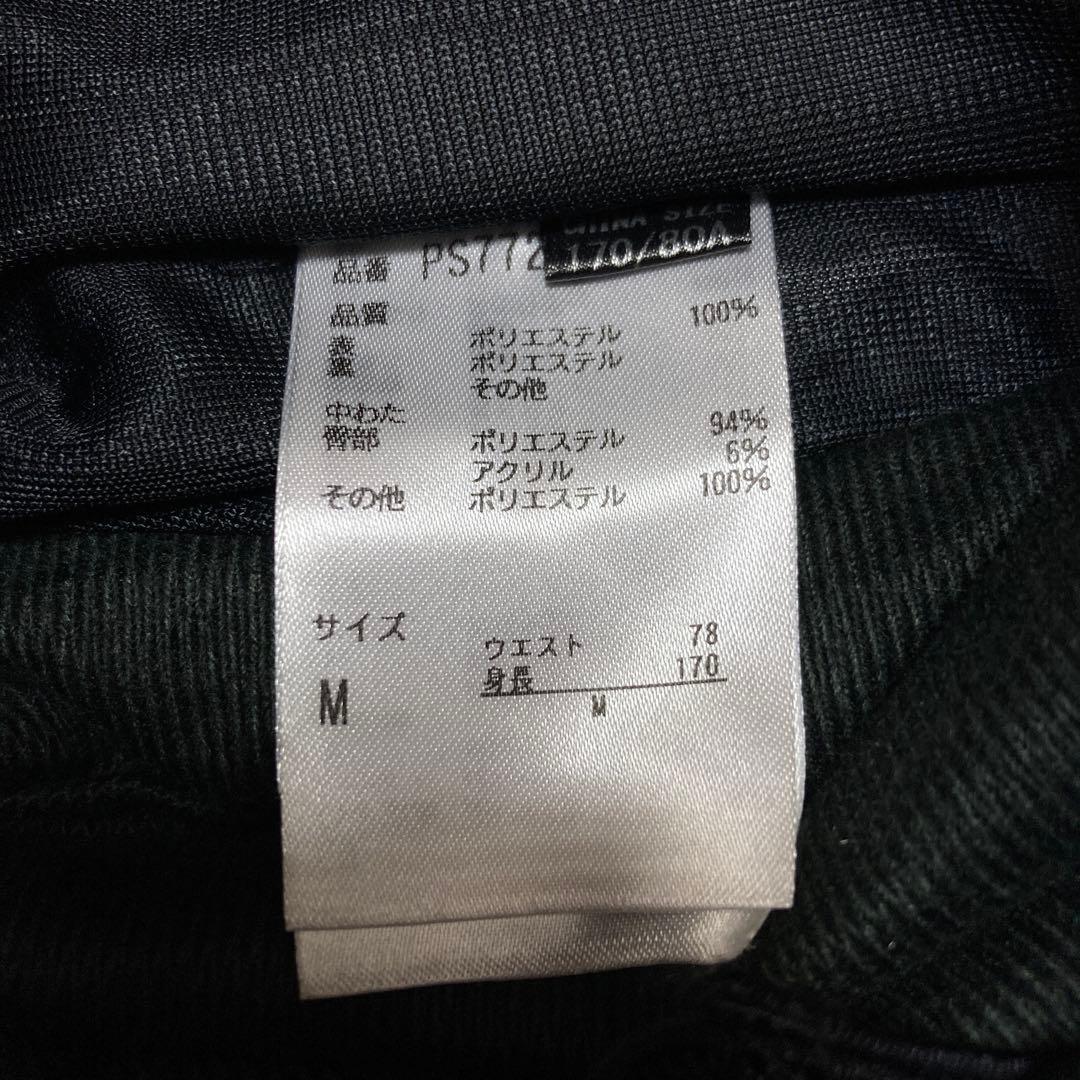 CHINA SIZE
170/80A
品番 PS772
品質
表 ポリエステル 100%
裏 ポリエステル
その他
中わた
臀部 ポリエステル 94%
アクリル 6%
その他 ポリエステル 100%
サイズ
M
ウエスト 78
身長 170
M